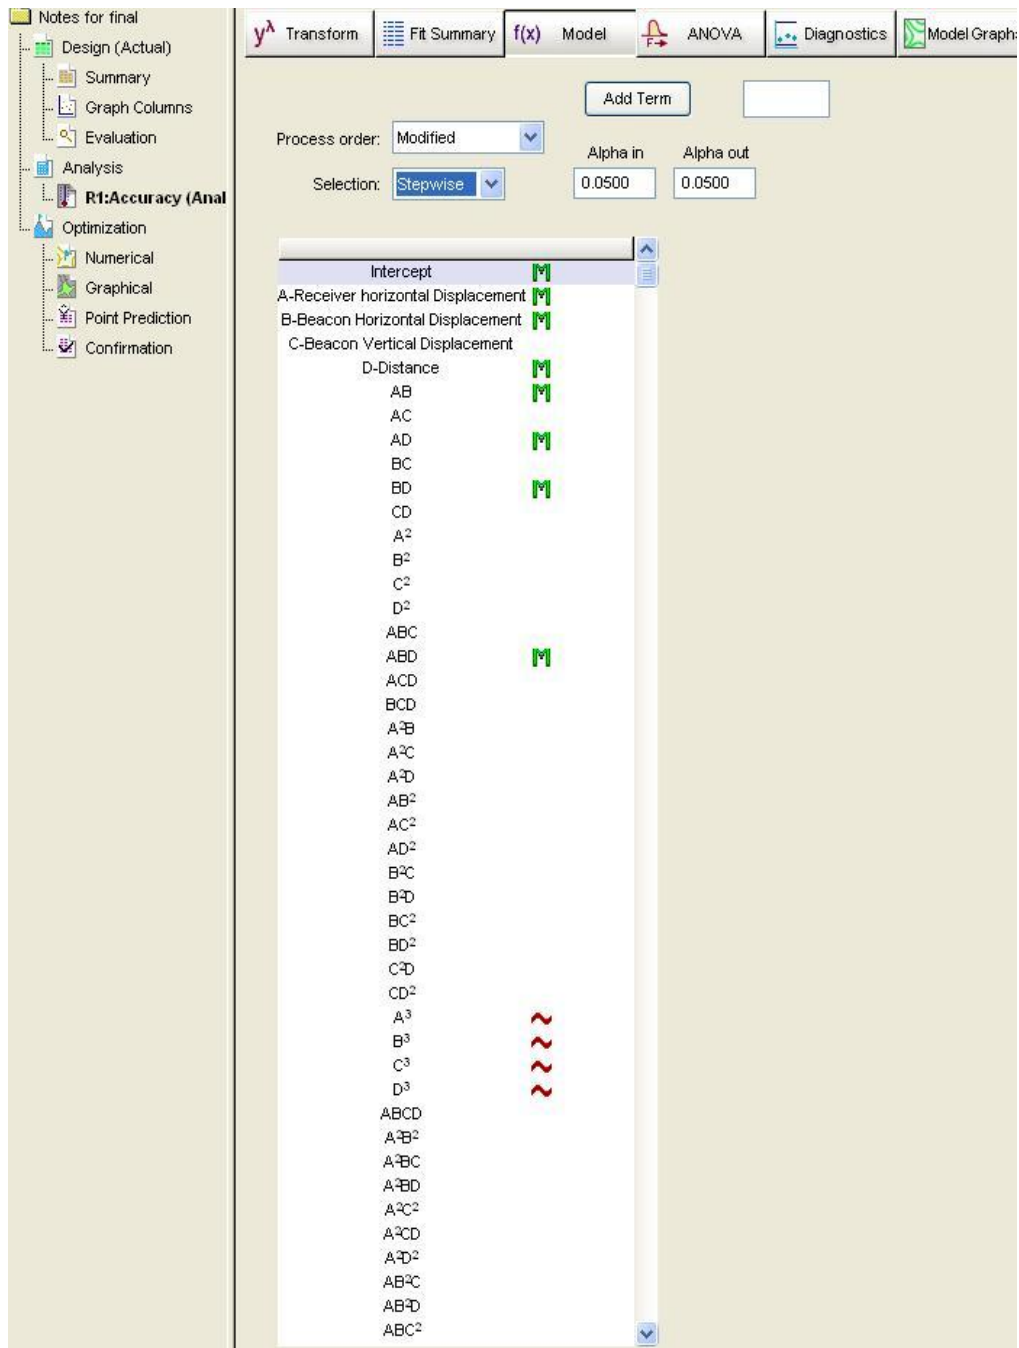 Notes for final
Design (Actual)
Summary
Graph Columns
Evaluation
Analysis
R1:Accuracy (Anal
Optimization
Numerical
Graphical
Point Prediction
Confirmation
yλ Transform
Fit Summary
f(x) Model
ANOVA
Diagnostics
Model Graphs
Add Term
Process order: Modified
Alpha in Alpha out
Selection: Stepwise 0.0500 0.0500
Intercept M
A-Receiver horizontal Displacement M
B-Beacon Horizontal Displacement M
C-Beacon Vertical Displacement
D-Distance M
AB M
AC
AD M
BC
BD M
CD
A²
B²
C²
D²
ABC
ABD M
ACD
BCD
A²B
A²C
A²D
AB²
AC²
AD²
B²C
B²D
BC²
BD²
C²D
CD²
A³ ~
B³ ~
C³ ~
D³ ~
ABCD
A²B²
A²BC
A²BD
A²C²
A²CD
A²D²
AB²C
AB²D
ABC²